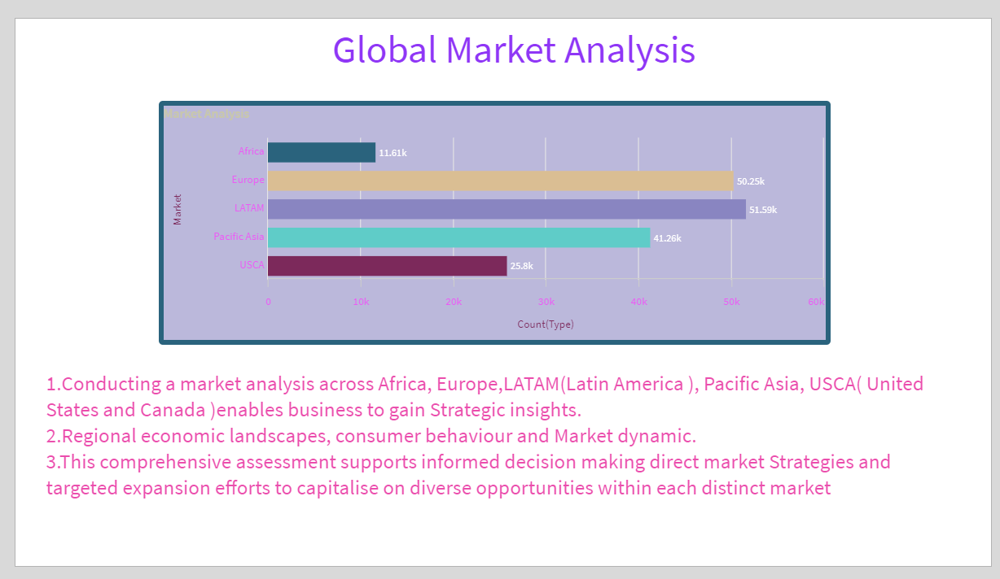 Global Market Analysis
Market Analysis
Market
Africa
11.61k
Europe
50.25k
LATAM
51.59k
Pacific Asia
41.26k
USCA
25.8k
0 10k 20k 30k 40k 50k 60k
Count(Type)
1.Conducting a market analysis across Africa, Europe,LATAM(Latin America ), Pacific Asia, USCA( United
States and Canada )enables business to gain Strategic insights.
2.Regional economic landscapes, consumer behaviour and Market dynamic.
3.This comprehensive assessment supports informed decision making direct market Strategies and
targeted expansion efforts to capitalise on diverse opportunities within each distinct market